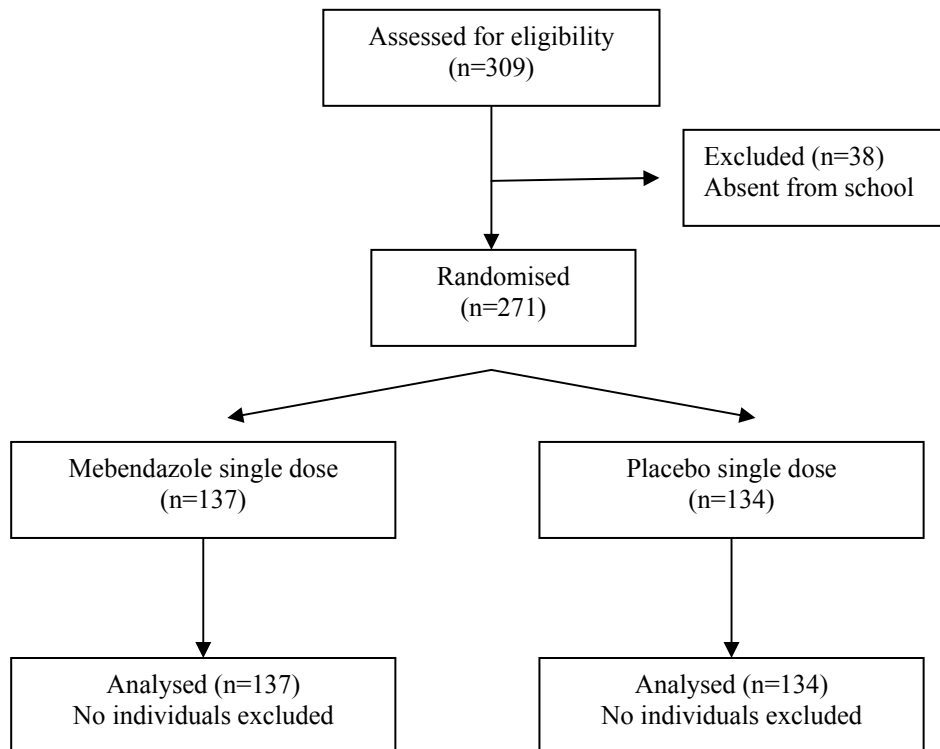 Assessed for eligibility
(n=309)
Excluded (n=38)
Absent from school
Randomised
(n=271)
Mebendazole single dose
(n=137)
Placebo single dose
(n=134)
Analysed (n=137)
No individuals excluded
Analysed (n=134)
No individuals excluded